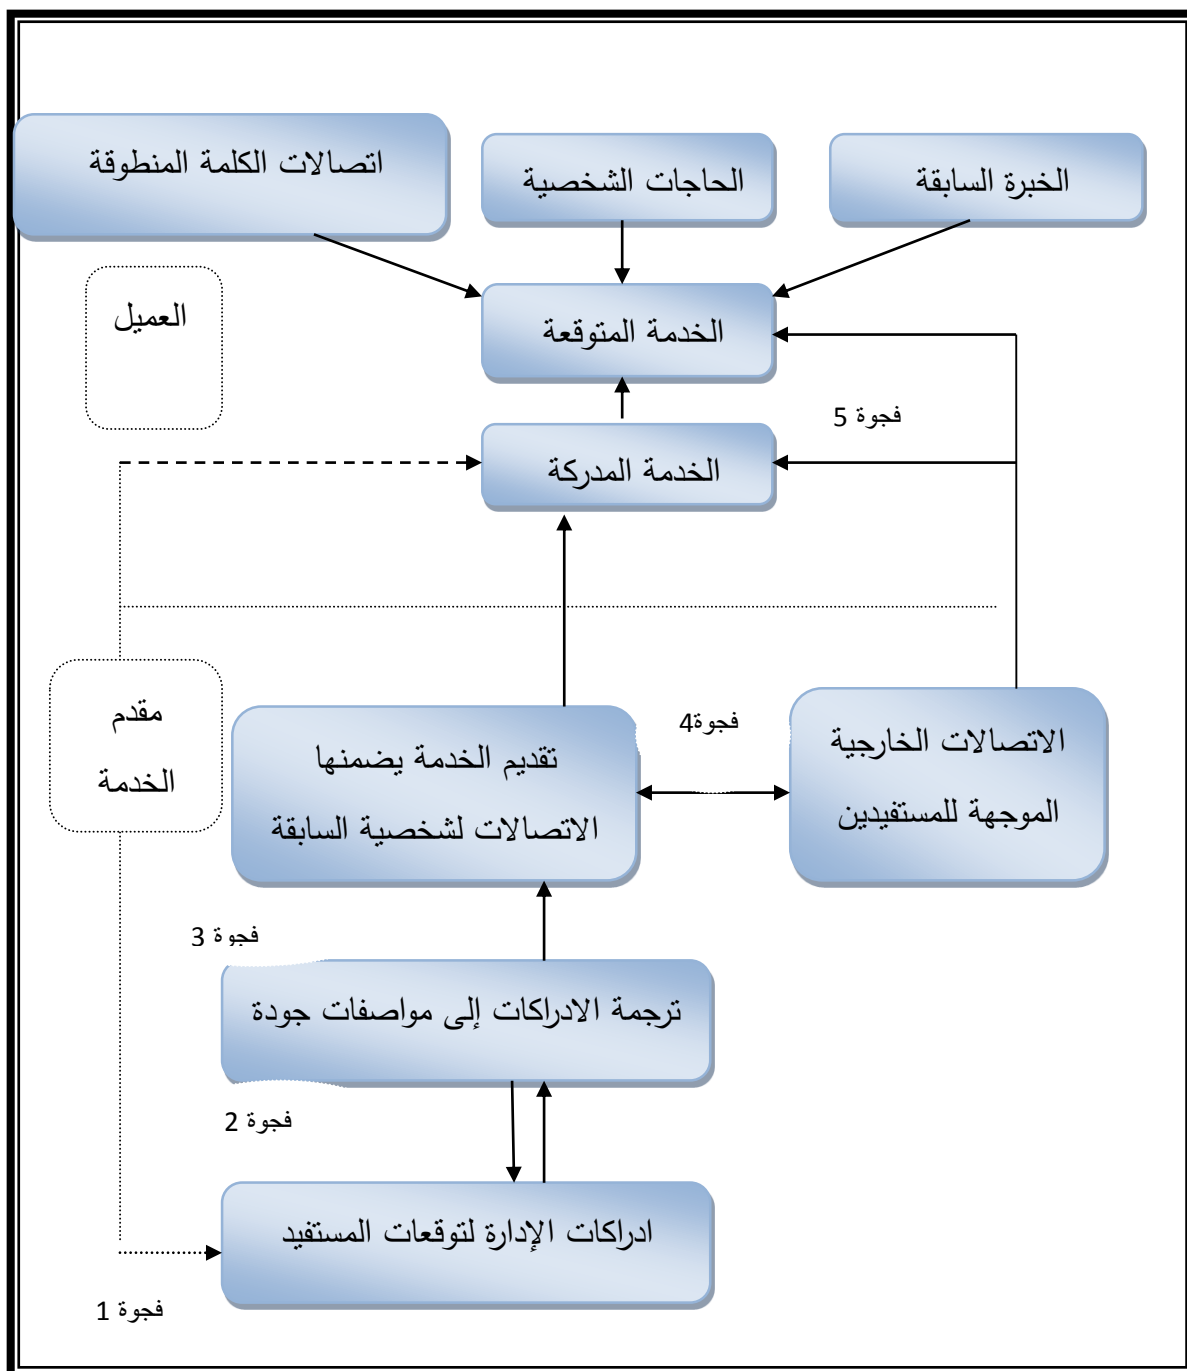 الخبرة السابقة
الحاجات الشخصية
اتصالات الكلمة المنطوقة
العميل
الخدمة المتوقعة
فجوة 5
الخدمة المدركة
مقدم
الخدمة
الاتصالات الخارجية
الموجهة للمستفيدين
فجوة4
تقديم الخدمة يضمنها
الاتصالات لشخصية السابقة
فجوة 3
ترجمة الادراكات إلى مواصفات جودة
فجوة 2
ادراكات الإدارة لتوقعات المستفيد
فجوة 1